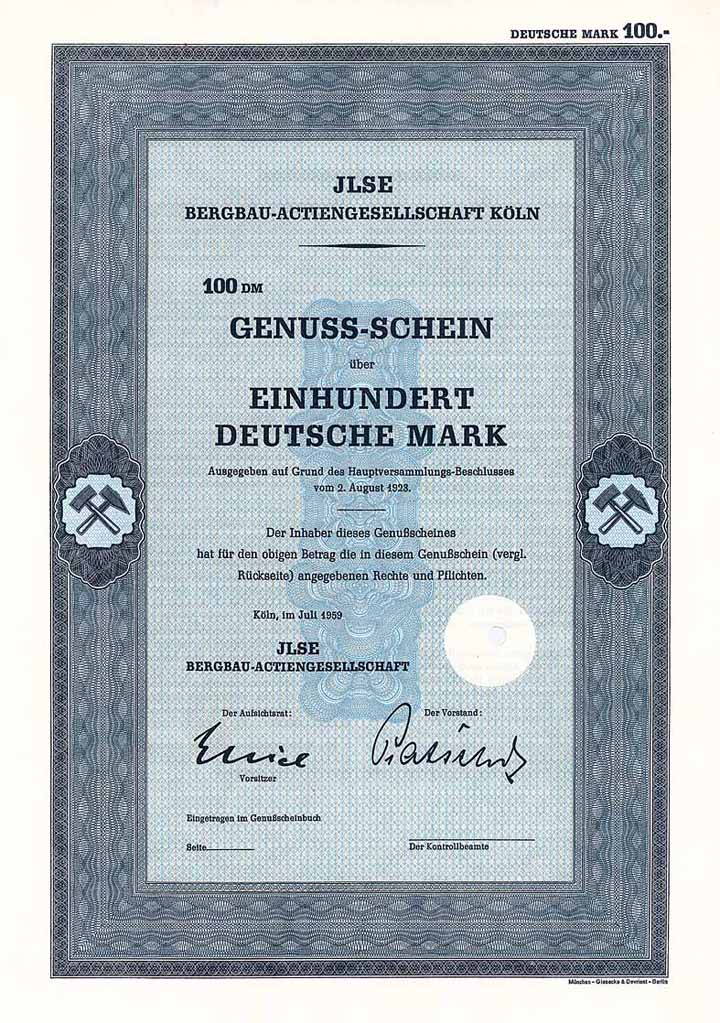 DEUTSCHE MARK 100.-
JLSE
BERGBAU-ACTIENGESELLSCHAFT KÖLN
100 DM
GENUSS-SCHEIN
über
EINHUNDERT
DEUTSCHE MARK
Ausgegeben auf Grund des Hauptversammlungs-Beschlusses
vom 2. August 1923.
Der Inhaber dieses Genußscheines
hat für den obigen Betrag die in diesem Genußschein (vergl.
Rückseite) angegebenen Rechte und Pflichten.
Köln, im Juli 1959
JLSE
BERGBAU-ACTIENGESELLSCHAFT
Der Aufsichtsrat:
Der Vorstand:
Vorsitzer
Eingetragen im Genußscheinbuch
Seite
Der Kontrollbeamte
München - Giesecke & Devrient - Berlin